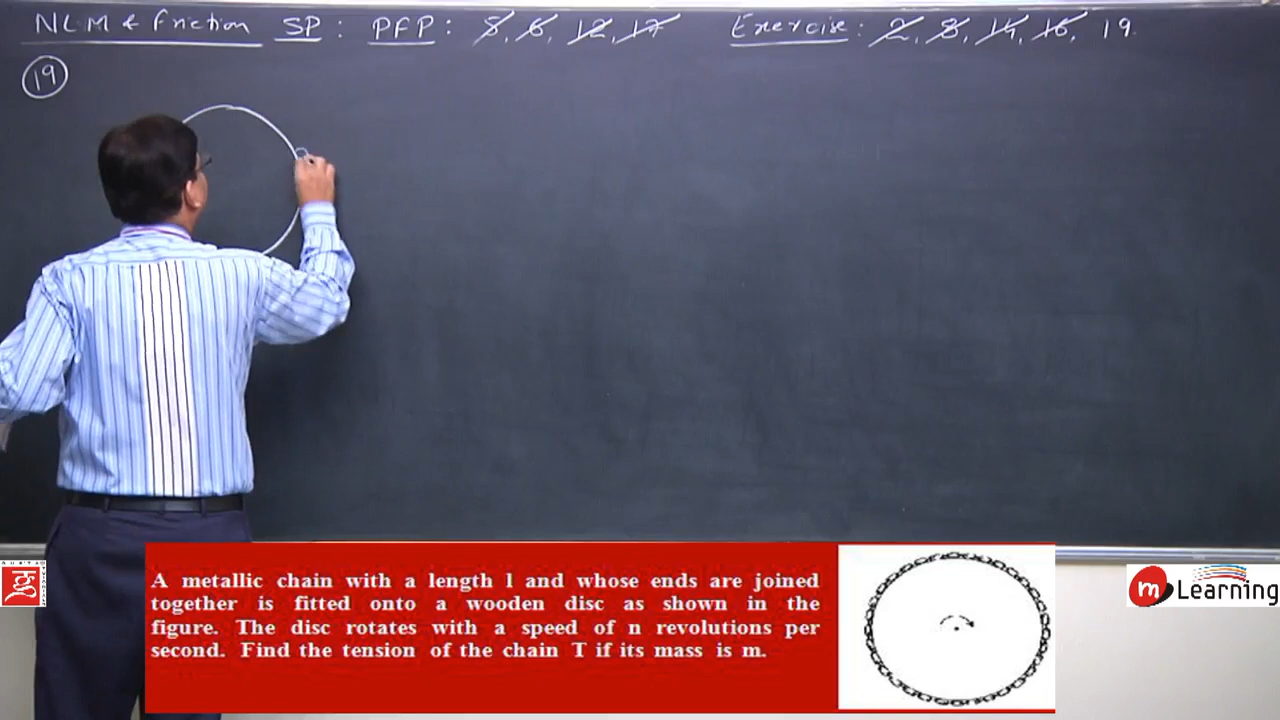 NLM & Friction SP : PFP : 5, 6, 12, 17 Exercise : 2, 8, 14, 16, 19
19
A metallic chain with a length l and whose ends are joined
together is fitted onto a wooden disc as shown in the
figure. The disc rotates with a speed of n revolutions per
second. Find the tension of the chain T if its mass is m.
m Learning